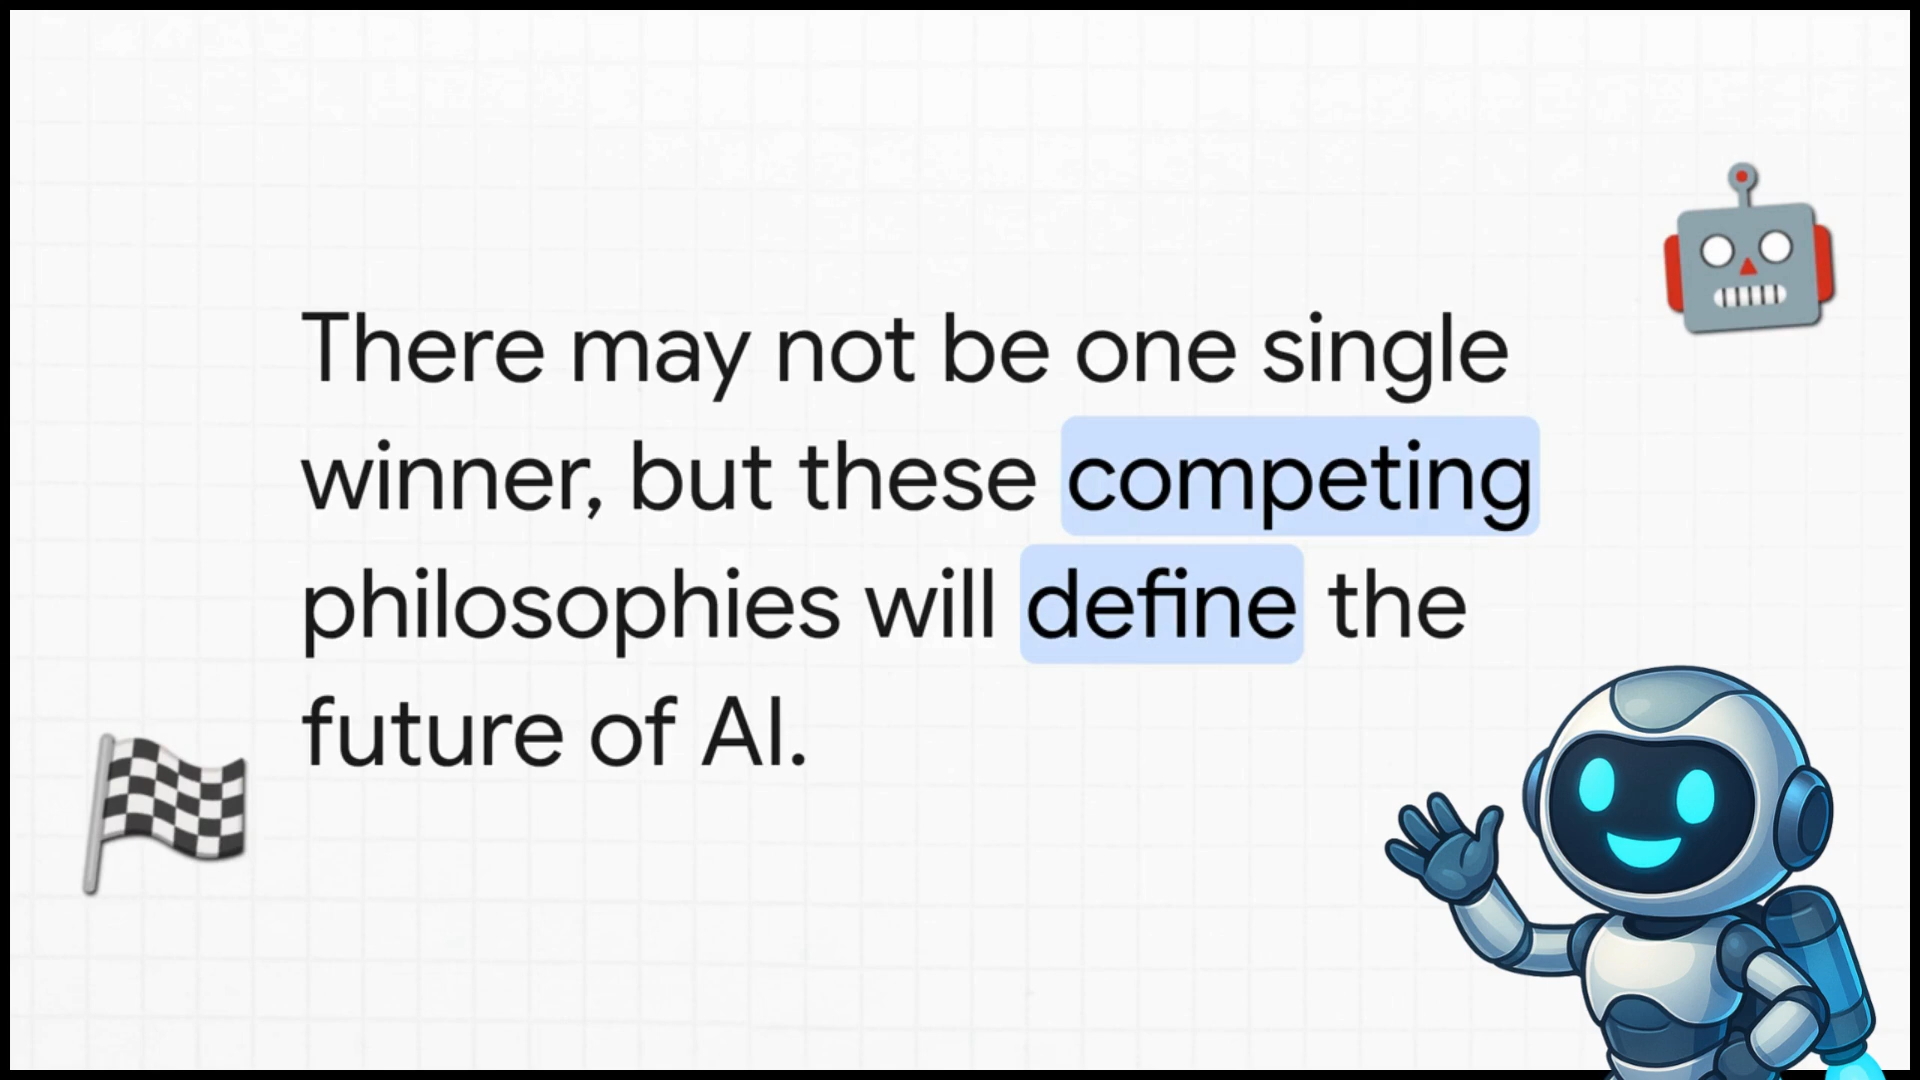 There may not be one single
winner, but these competing
philosophies will define the
future of AI.